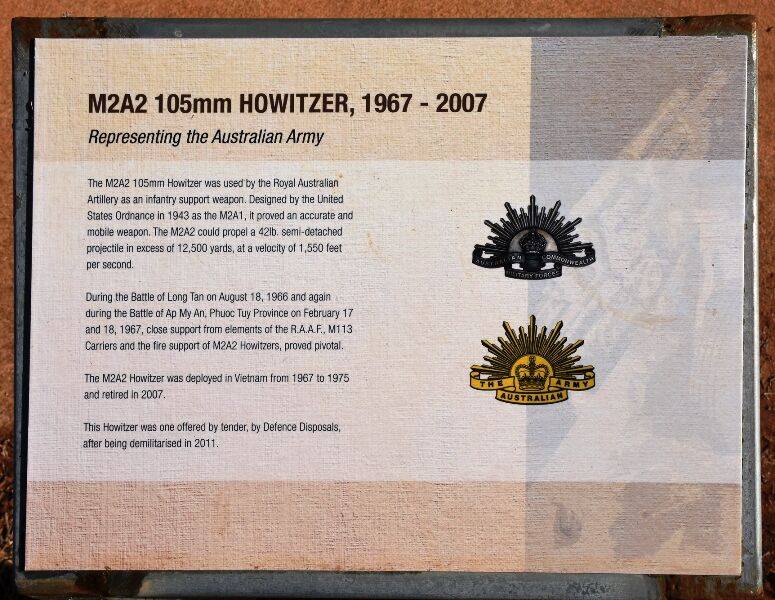 M2A2 105mm HOWITZER, 1967 - 2007
Representing the Australian Army
The M2A2 105mm Howitzer was used by the Royal Australian
Artillery as an infantry support weapon. Designed by the United
States Ordnance in 1943 as the M2A1, it proved an accurate and
mobile weapon. The M2A2 could propel a 42lb. semi-detached
projectile in excess of 12,500 yards, at a velocity of 1,550 feet
per second.
During the Battle of Long Tan on August 18, 1966 and again
during the Battle of Ap My An, Phuoc Tuy Province on February 17
and 18, 1967, close support from elements of the R.A.A.F., M113
Carriers and the fire support of M2A2 Howitzers, proved pivotal.
The M2A2 Howitzer was deployed in Vietnam from 1967 to 1975
and retired in 2007.
This Howitzer was one offered by tender, by Defence Disposals,
after being demilitarised in 2011.
AUSTRALIAN COMMONWEALTH
MILITARY FORCES
THE ARMY
AUSTRALIAN